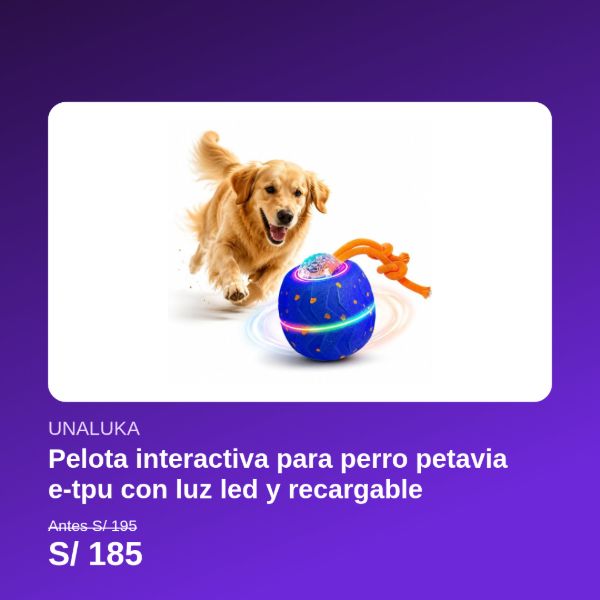 UNALUKA
Pelota interactiva para perro petavia
e-tpu con luz led y recargable
Antes S/ 195
S/ 185